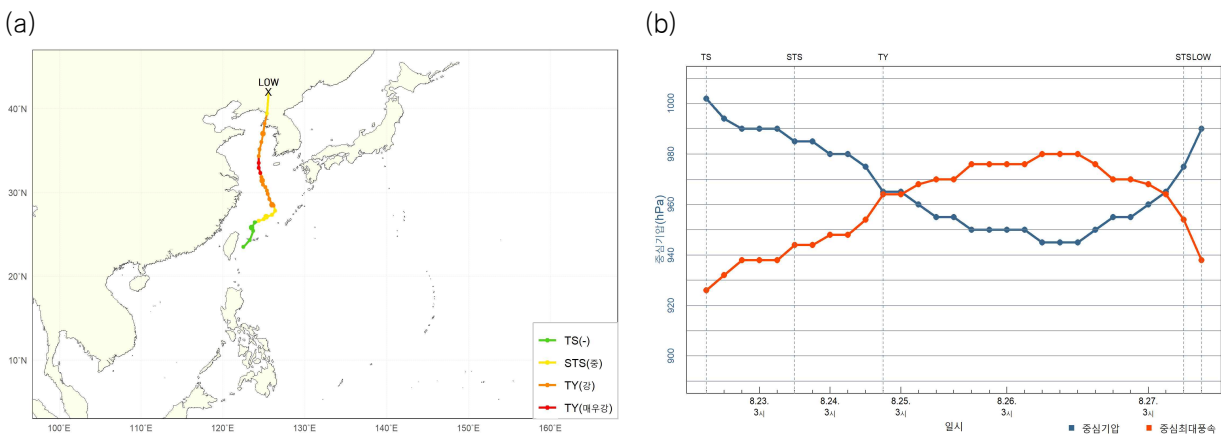 (a)
LOW
X
40°N
30°N
20°N
10°N
100°E
110°E
120°E
130°E
140°E
150°E
160°E
TS(-)
STS(중)
TY(강)
TY(매우강)
(b)
TS
STS
TY
STSLOW
중심기압(hPa)
1000
980
960
940
920
900
8.23.
3시
8.24.
3시
8.25.
3시
8.26.
3시
8.27.
3시
일시
중심기압
중심최대풍속